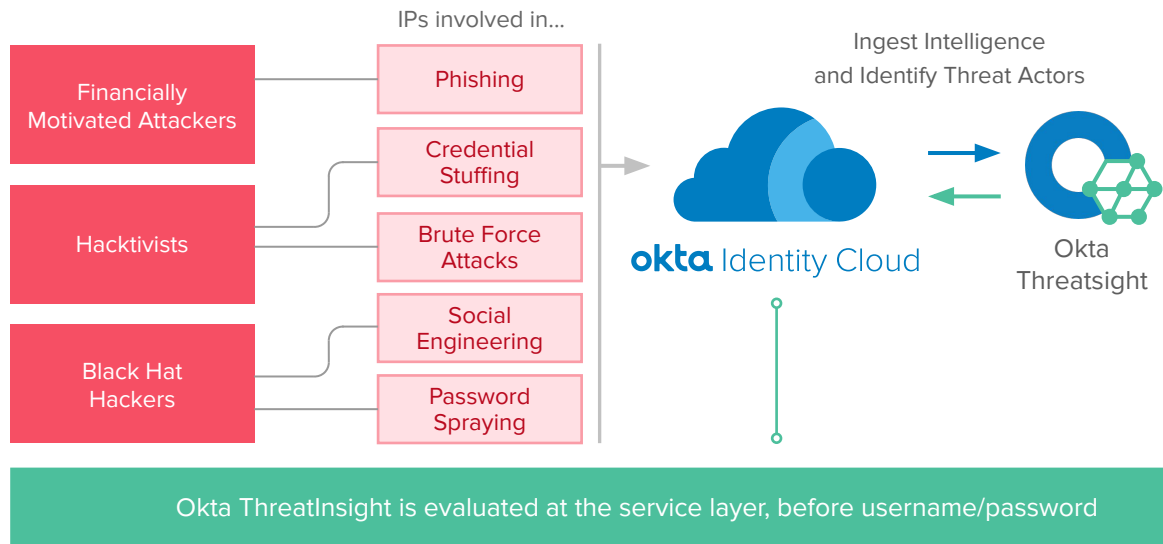 IPs involved in...
Financially
Motivated Attackers
Hacktivists
Black Hat
Hackers
Phishing
Credential
Stuffing
Brute Force
Attacks
Social
Engineering
Password
Spraying
Ingest Intelligence
and Identify Threat Actors
okta Identity Cloud
Okta
Threatsight
Okta ThreatInsight is evaluated at the service layer, before username/password